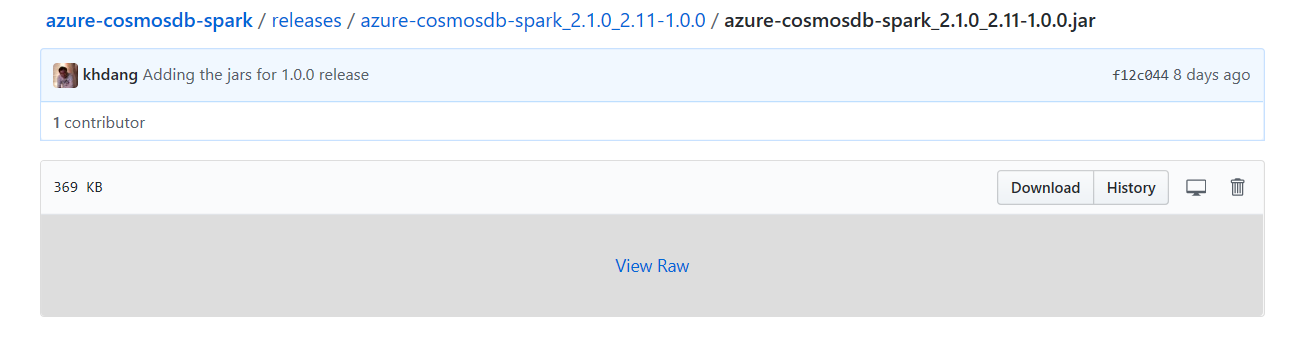 azure-cosmosdb-spark / releases / azure-cosmosdb-spark_2.1.0_2.11-1.0.0 / azure-cosmosdb-spark_2.1.0_2.11-1.0.0.jar
khdang Adding the jars for 1.0.0 release f12c044 8 days ago
1 contributor
369 KB Download History
View Raw